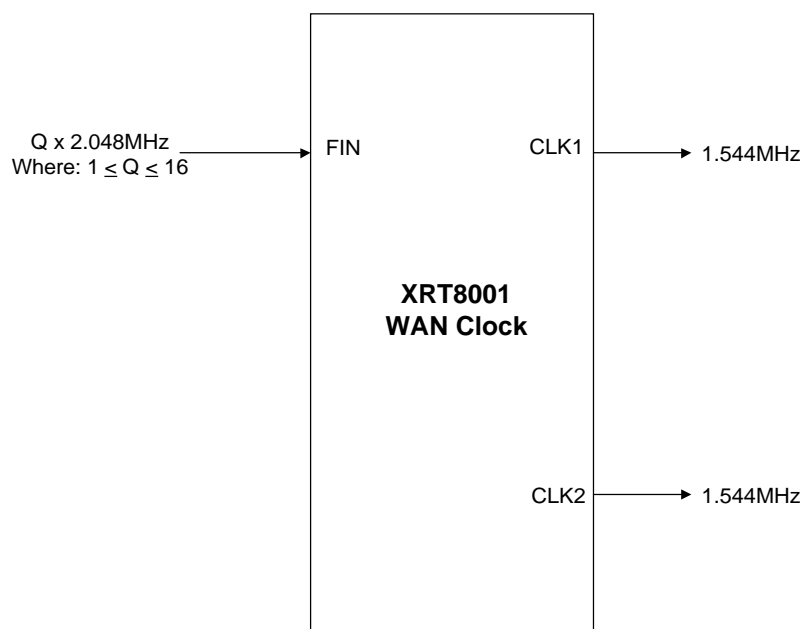 Q x 2.048MHz
Where: 1 ≤ Q ≤ 16
FIN
CLK1
1.544MHz
XRT8001
WAN Clock
CLK2
1.544MHz